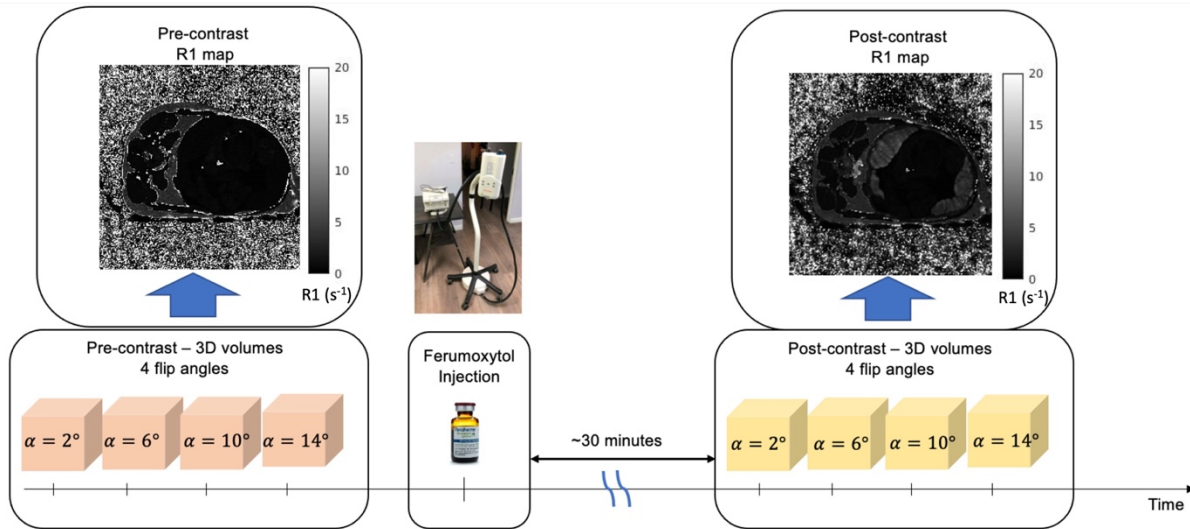 Pre-contrast
R1 map
20
15
10
5
0
R1 (s⁻¹)
Post-contrast
R1 map
20
15
10
5
0
R1 (s⁻¹)
Pre-contrast – 3D volumes
4 flip angles
α = 2°
α = 6°
α = 10°
α = 14°
Ferumoxytol
Injection
~30 minutes
Post-contrast – 3D volumes
4 flip angles
α = 2°
α = 6°
α = 10°
α = 14°
Time